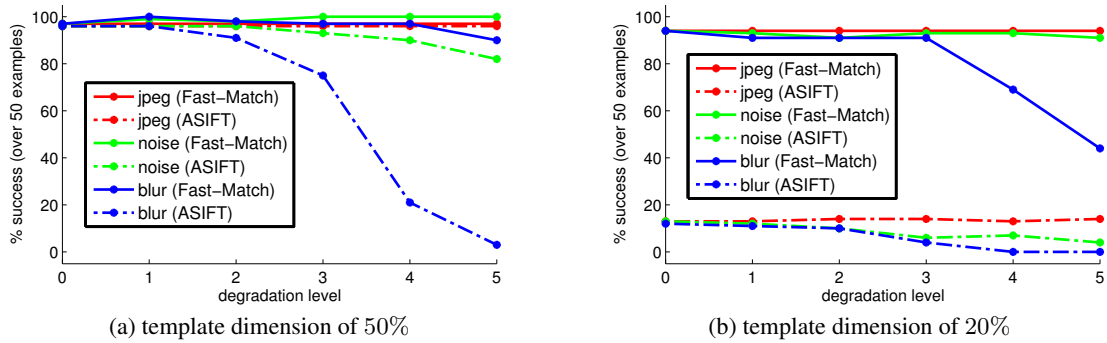 % success (over 50 examples)
100
80
60
40
20
0
jpeg (Fast-Match)
jpeg (ASIFT)
noise (Fast-Match)
noise (ASIFT)
blur (Fast-Match)
blur (ASIFT)
0 1 2 3 4 5
degradation level
(a) template dimension of 50%
% success (over 50 examples)
100
80
60
40
20
0
jpeg (Fast-Match)
jpeg (ASIFT)
noise (Fast-Match)
noise (ASIFT)
blur (Fast-Match)
blur (ASIFT)
0 1 2 3 4 5
degradation level
(b) template dimension of 20%